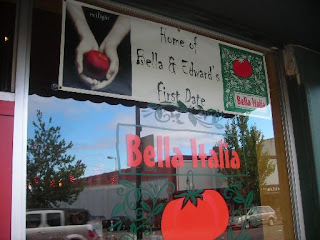 twilight
Home of
Bella & Edward's
First Date
Bella Italia
Bella Italia